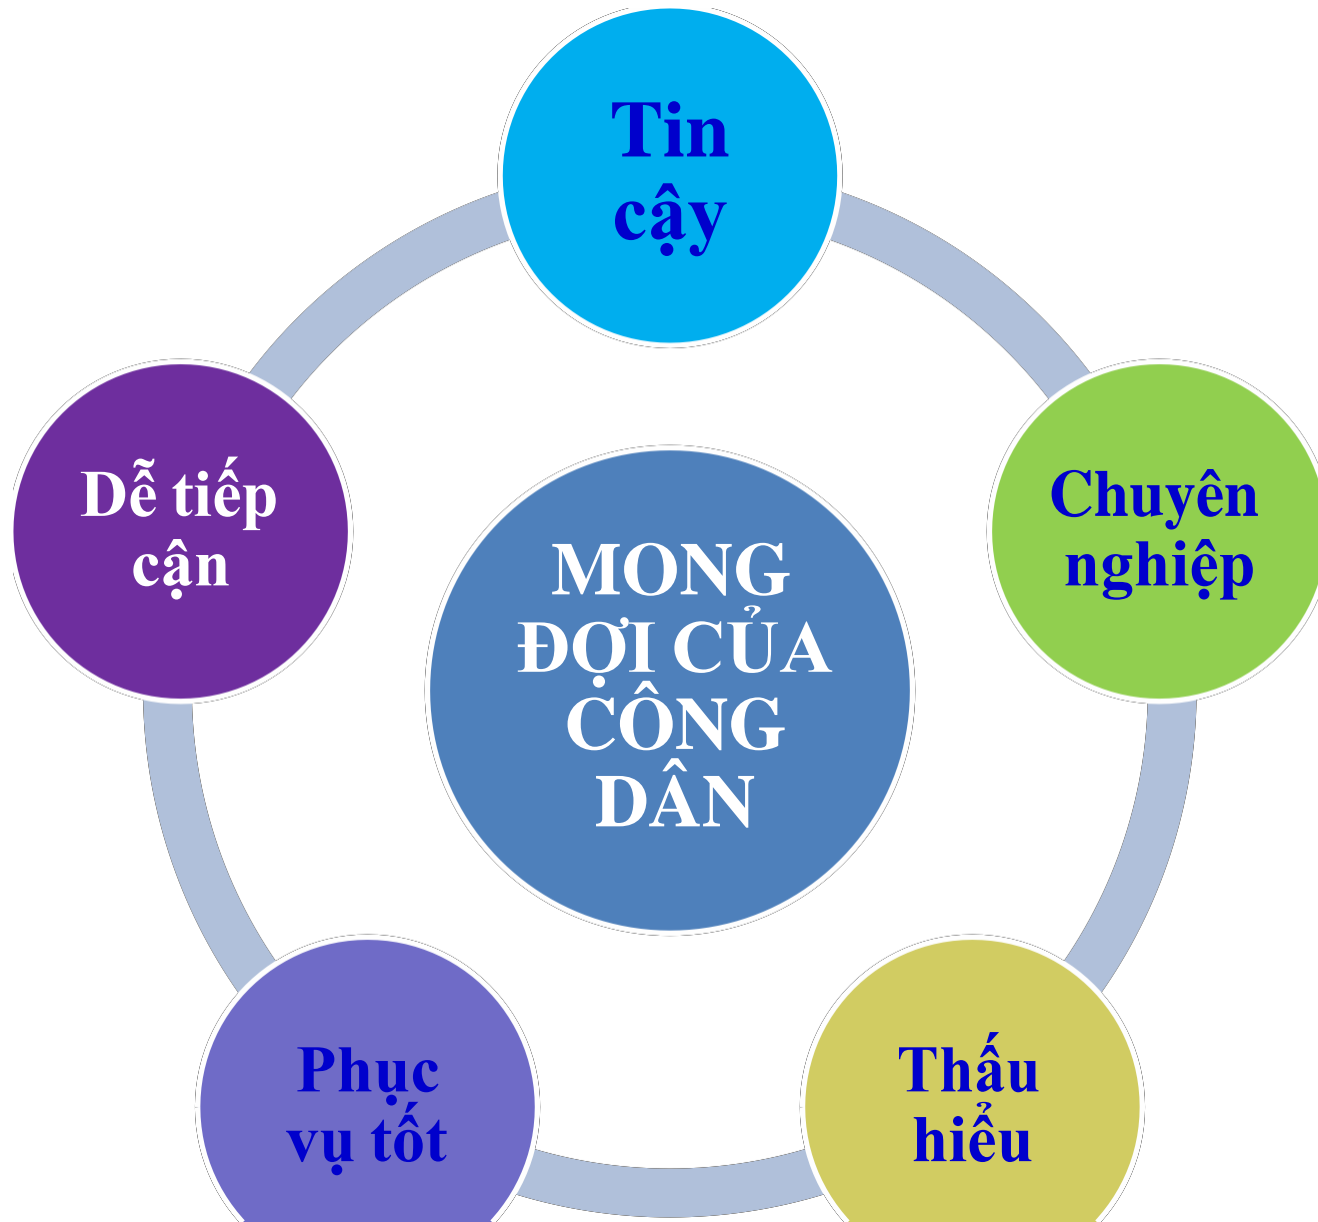 Tin
cậy
Chuyên
nghiệp
Thấu
hiểu
Phục
vụ tốt
Dễ tiếp
cận
MONG
ĐỢI CỦA
CÔNG
DÂN